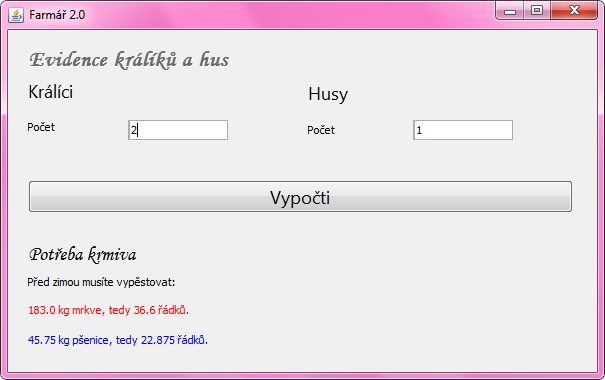 Farmář 2.0
Evidence králíků a hus
Králíci
Husy
Počet
2
Počet
1
Vypočti
Potřeba krmiva
Před zimou musíte vypěstovat:
183.0 kg mrkve, tedy 36.6 řádků.
45.75 kg pšenice, tedy 22.875 řádků.